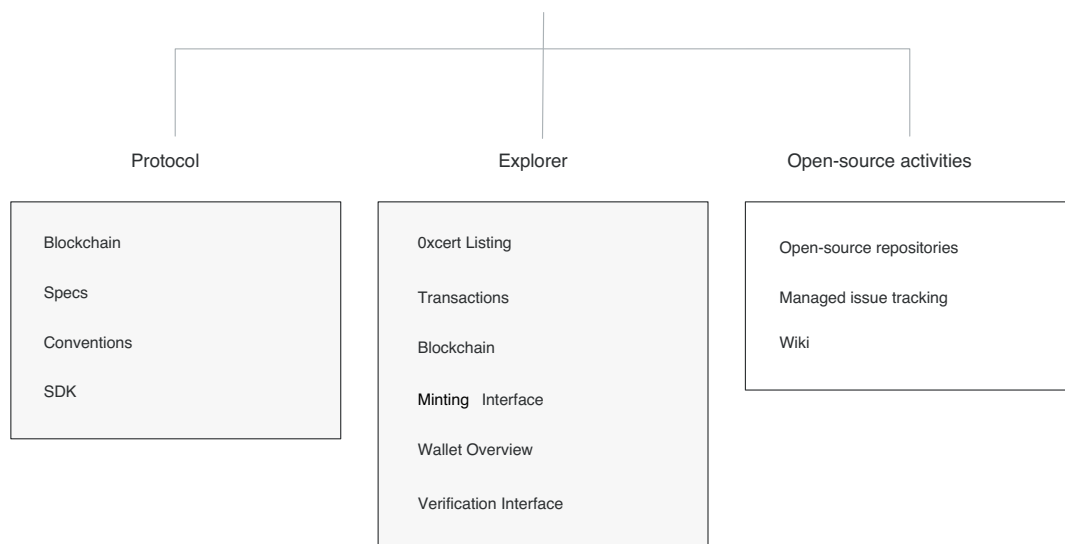 Protocol
Explorer
Open-source activities
Blockchain
Specs
Conventions
SDK
0xcert Listing
Transactions
Blockchain
Minting Interface
Wallet Overview
Verification Interface
Open-source repositories
Managed issue tracking
Wiki